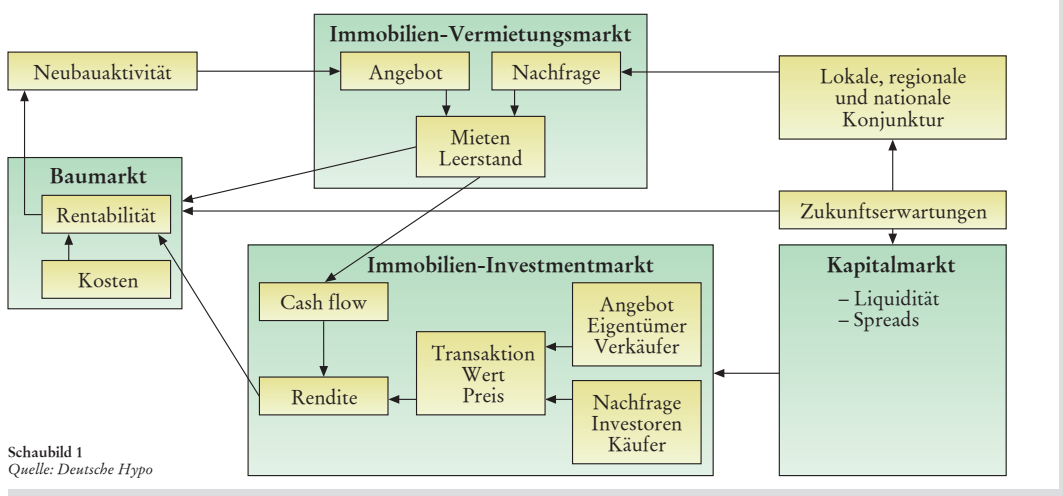 Immobilien-Vermietungsmarkt
Neubauaktivität
Angebot
Nachfrage
Lokale, regionale
und nationale
Konjunktur
Mieten
Leerstand
Baumarkt
Rentabilität
Kosten
Zukunftserwartungen
Immobilien-Investmentmarkt
Cash flow
Rendite
Transaktion
Wert
Preis
Angebot
Eigentümer
Verkäufer
Nachfrage
Investoren
Käufer
Kapitalmarkt
– Liquidität
– Spreads
Schaubild 1
Quelle: Deutsche Hypo